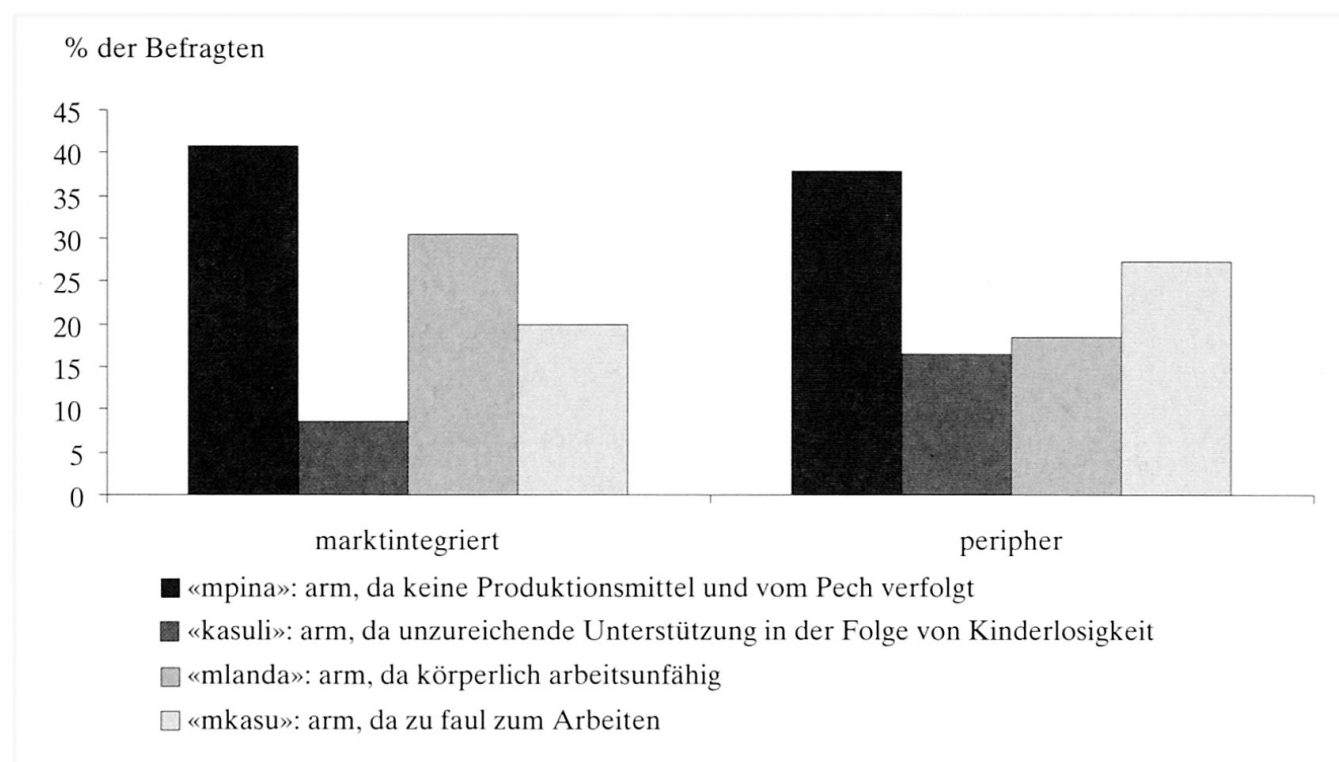 % der Befragten
45
40
35
30
25
20
15
10
5
0
marktintegriert
peripher
«mpina»: arm, da keine Produktionsmittel und vom Pech verfolgt
«kasuli»: arm, da unzureichende Unterstützung in der Folge von Kinderlosigkeit
«mlanda»: arm, da körperlich arbeitsunfähig
«mkasu»: arm, da zu faul zum Arbeiten